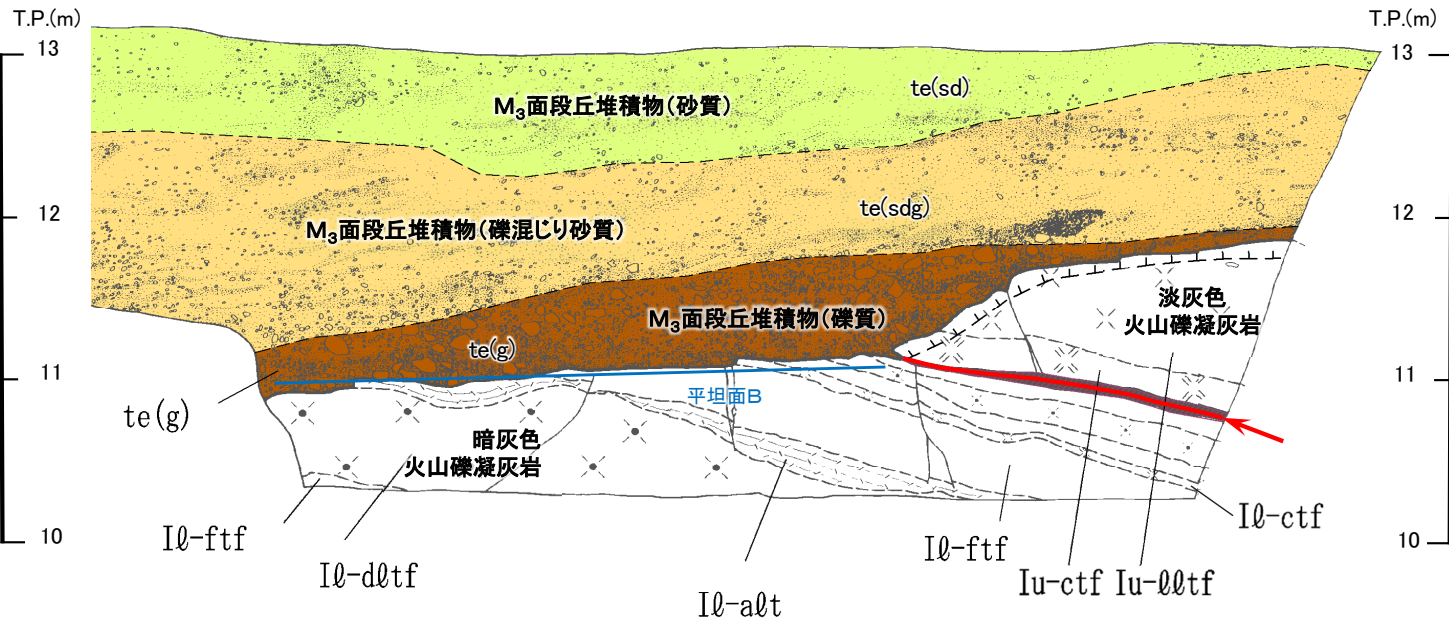 T.P.(m)
T.P.(m)
13
13
te(sd)
M₃面段丘堆積物(砂質)
12
12
te(sdg)
M₃面段丘堆積物(礫混じり砂質)
淡灰色
火山礫凝灰岩
M₃面段丘堆積物(礫質)
te(g)
11
11
平坦面B
te(g)
暗灰色
火山礫凝灰岩
10
10
Iℓ-ftf
Iℓ-dℓtf
Iℓ-aℓt
Iℓ-ftf
Iu-ctf
Iu-ℓℓtf
Iℓ-ctf